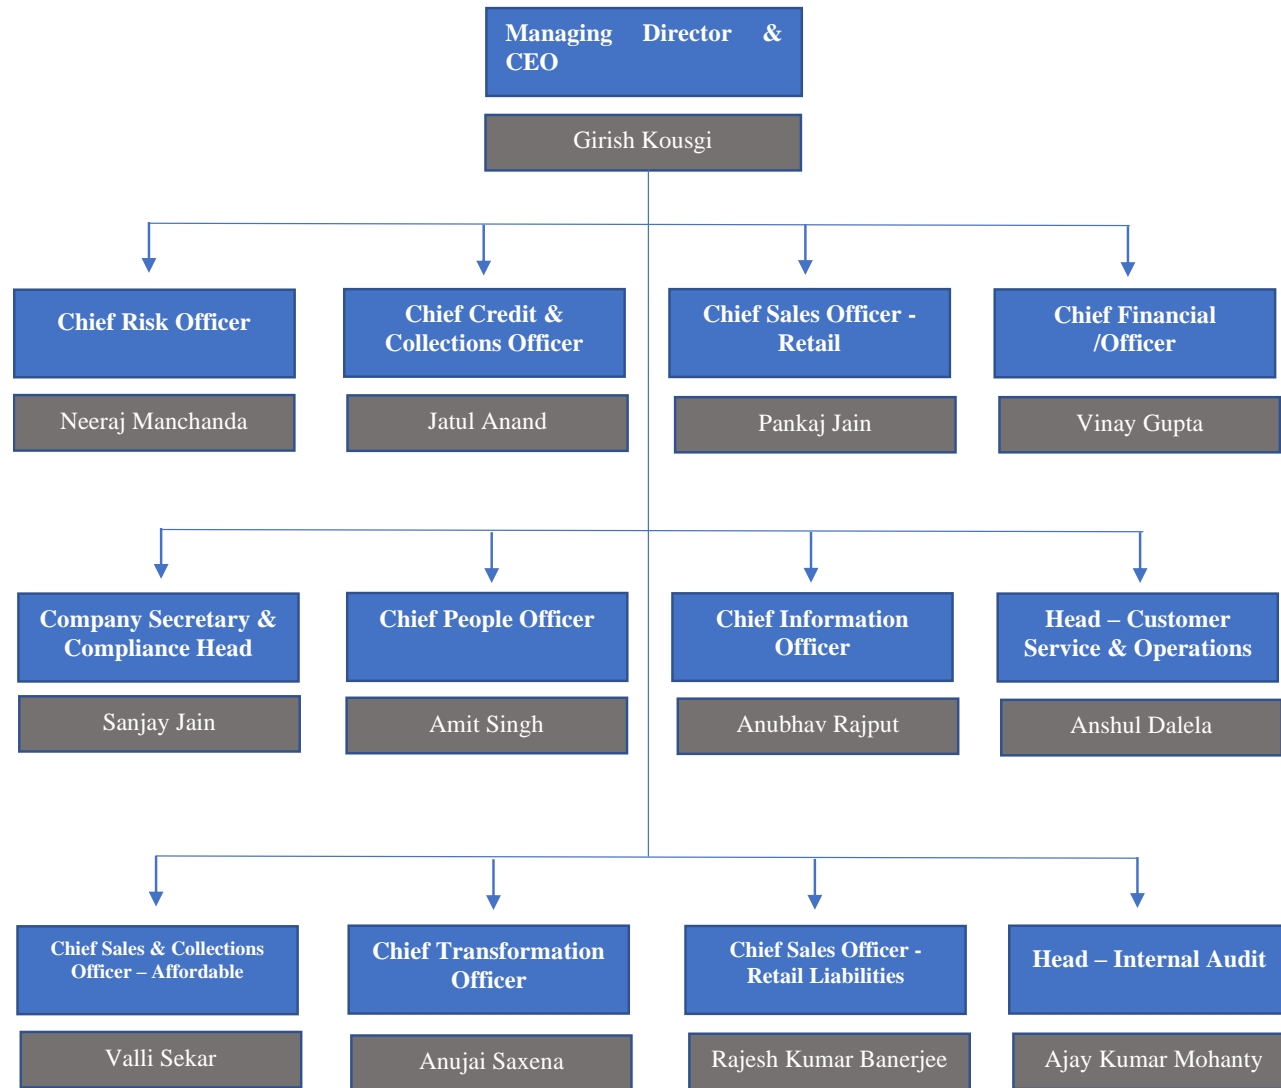 Managing Director &
CEO
Girish Kousgi
Chief Risk Officer
Neeraj Manchanda
Chief Credit &
Collections Officer
Jatul Anand
Chief Sales Officer -
Retail
Pankaj Jain
Chief Financial
/Officer
Vinay Gupta
Company Secretary &
Compliance Head
Sanjay Jain
Chief People Officer
Amit Singh
Chief Information
Officer
Anubhav Rajput
Head – Customer
Service & Operations
Anshul Dalela
Chief Sales & Collections
Officer – Affordable
Valli Sekar
Chief Transformation
Officer
Anujai Saxena
Chief Sales Officer -
Retail Liabilities
Rajesh Kumar Banerjee
Head – Internal Audit
Ajay Kumar Mohanty